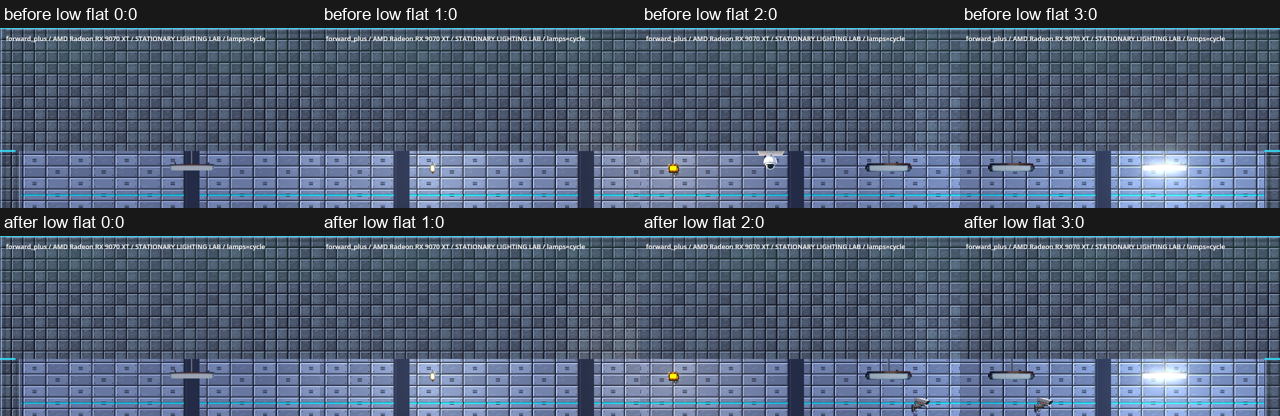 before low flat 0:0
before low flat 1:0
before low flat 2:0
before low flat 3:0
forward_plus / AMD Radeon RX 9070 XT / STATIONARY LIGHTING LAB / lamps=cycle
forward_plus / AMD Radeon RX 9070 XT / STATIONARY LIGHTING LAB / lamps=cycle
forward_plus / AMD Radeon RX 9070 XT / STATIONARY LIGHTING LAB / lamps=cycle
forward_plus / AMD Radeon RX 9070 XT / STATIONARY LIGHTING LAB / lamps=cycle
after low flat 0:0
after low flat 1:0
after low flat 2:0
after low flat 3:0
forward_plus / AMD Radeon RX 9070 XT / STATIONARY LIGHTING LAB / lamps=cycle
forward_plus / AMD Radeon RX 9070 XT / STATIONARY LIGHTING LAB / lamps=cycle
forward_plus / AMD Radeon RX 9070 XT / STATIONARY LIGHTING LAB / lamps=cycle
forward_plus / AMD Radeon RX 9070 XT / STATIONARY LIGHTING LAB / lamps=cycle